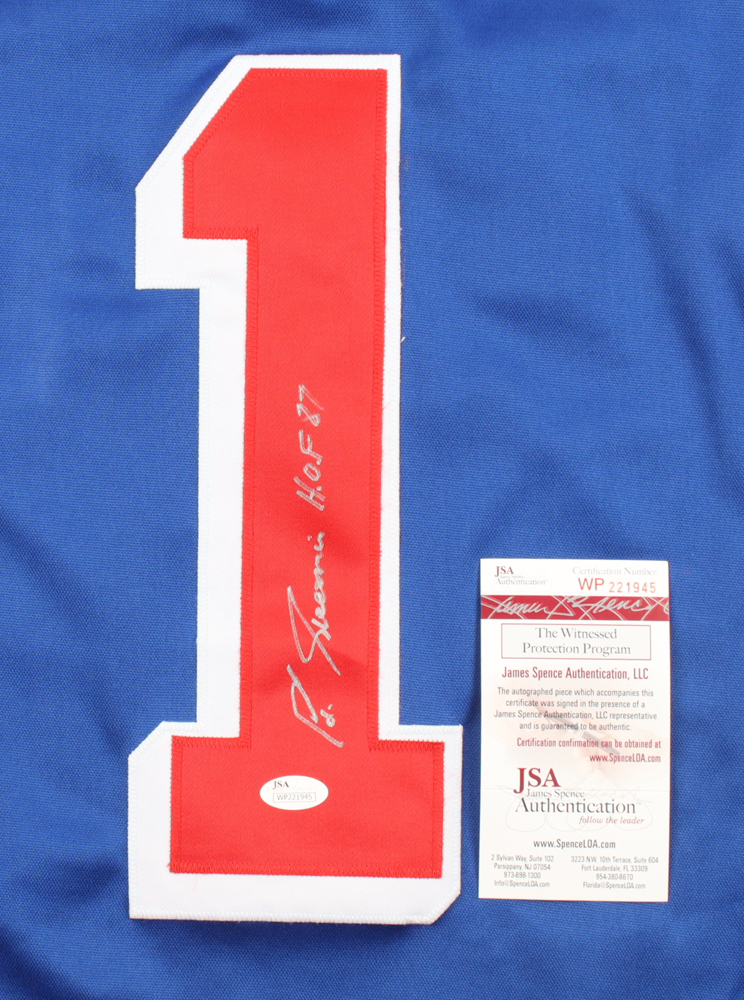 Ed. Giacomin H.O.F 87
JSA
WP221945
JSA
Authentication
Certification Number
WP 221945
The Witnessed
Protection Program
James Spence Authentication, LLC
The autographed piece which accompanies this
certificate was signed in the presence of a
James Spence Authentication, LLC representative
and is guaranteed to be authentic.
Certification confirmation can be obtained at
www.SpenceLOA.com
JSA
James Spence
Authentication
follow the leader
www.SpenceLOA.com
2 Sylvan Way, Suite 102
Parsippany, NJ 07054
973-898-1300
Info@SpenceLOA.com
3223 N.W. 10th Terrace, Suite 604
Fort Lauderdale, FL 33309
954-380-8670
Florida@SpenceLOA.com
1